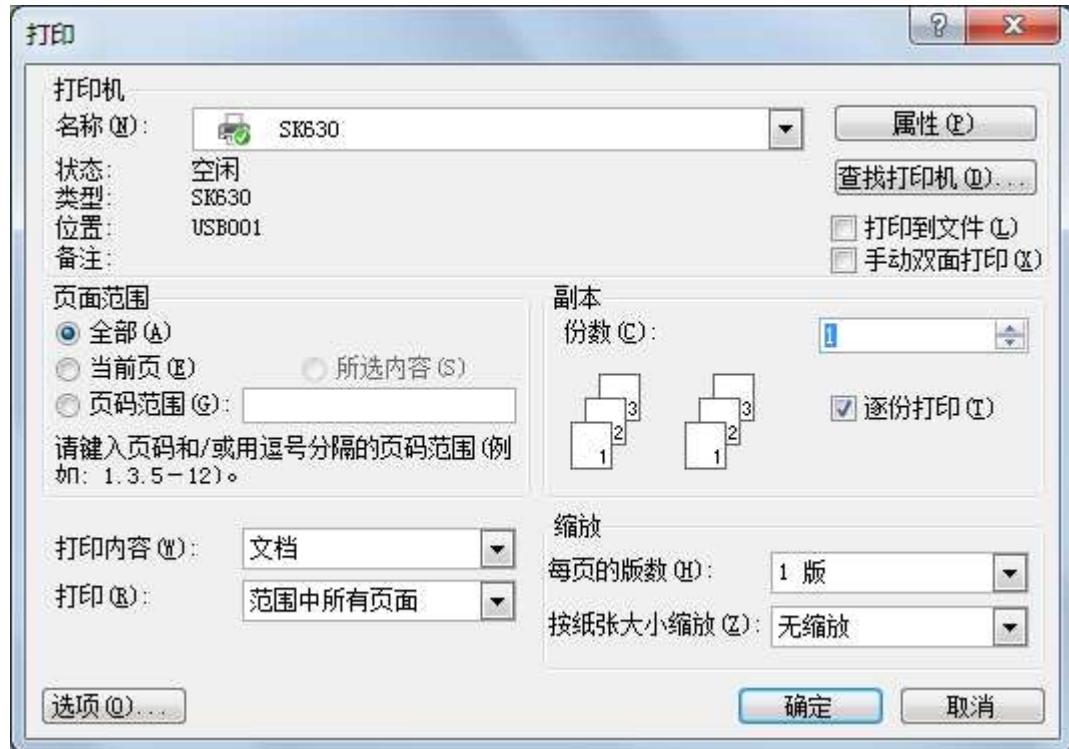 打印
打印机
名称(N): SK630 属性(P)
状态: 空闲 查找打印机(D)...
类型: SK630
位置: USB001 打印到文件(L)
备注: 手动双面打印(X)
页面范围
全部(A)
当前页(E) 所选内容(S)
页码范围(G):
请键入页码和/或用逗号分隔的页码范围(例
如: 1.3.5-12)。
副本
份数(C): 1
3 3
2 2
1 1
逐份打印(T)
打印内容(W): 文档
打印(R): 范围中所有页面
缩放
每页的版数(H): 1 版
按纸张大小缩放(Z): 无缩放
选项(O)... 确定 取消